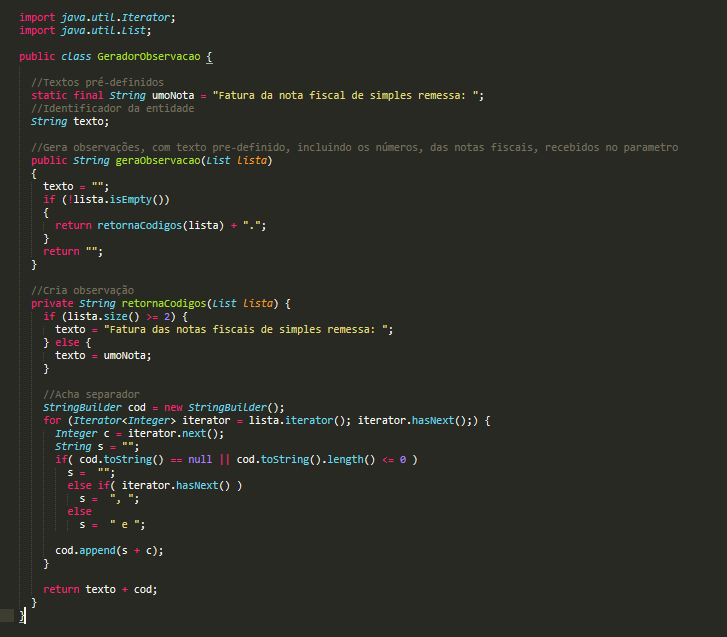 import java.util.Iterator;
import java.util.List;
public class GeradorObservacao {
//Textos pré-definidos
static final String umoNota = "Fatura da nota fiscal de simples remessa: ";
//Identificador da entidade
String texto;
//Gera observações, com texto pre-definido, incluindo os números, das notas fiscais, recebidos no parametro
public String geraObservacao(List lista)
{
texto = "";
if (!lista.isEmpty())
{
return retornaCodigos(lista) + ".";
}
return "";
}
//Cria observação
private String retornaCodigos(List lista) {
if (lista.size() >= 2) {
texto = "Fatura das notas fiscais de simples remessa: ";
} else {
texto = umoNota;
}
//Acha separador
StringBuilder cod = new StringBuilder();
for (Iterator<Integer> iterator = lista.iterator(); iterator.hasNext();) {
Integer c = iterator.next();
String s = "";
if( cod.toString() == null || cod.toString().length() <= 0 )
s =  "";
else if( iterator.hasNext() )
s =  ", ";
else
s =  " e ";
cod.append(s + c);
}
return texto + cod;
}
}